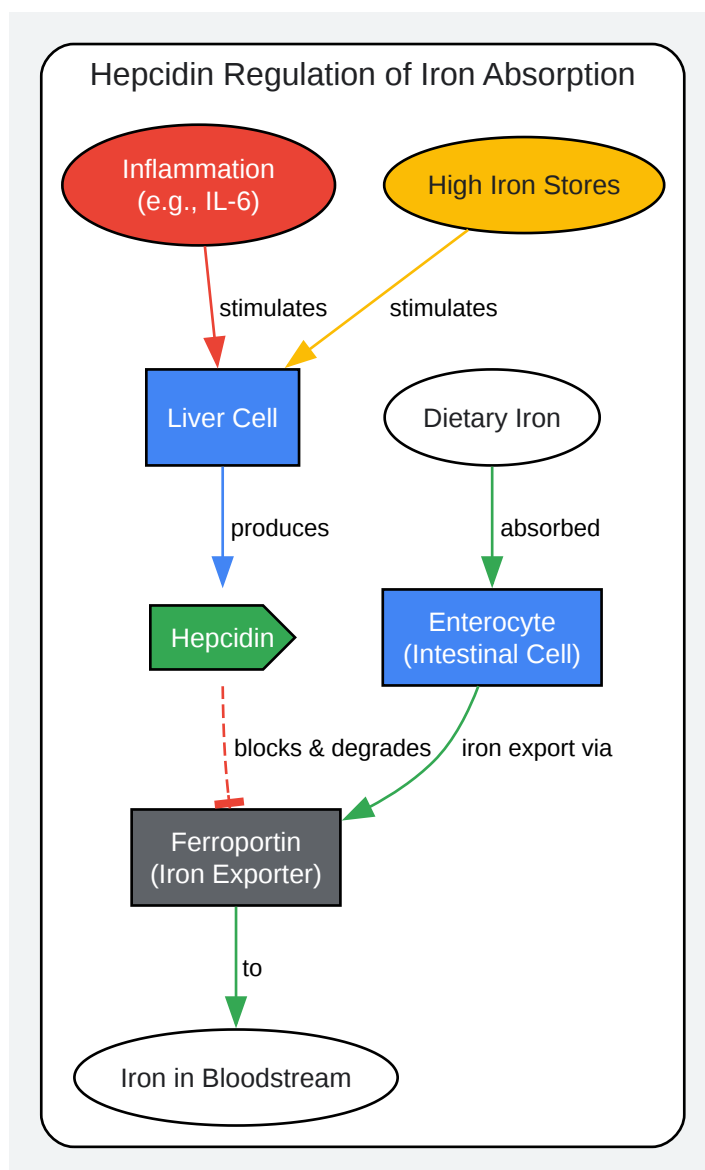 Hepcidin Regulation of Iron Absorption
Inflammation
(e.g., IL-6)
High Iron Stores
stimulates
stimulates
Liver Cell
Dietary Iron
produces
absorbed
Hepcidin
Enterocyte
(Intestinal Cell)
blocks & degrades
iron export via
Ferroportin
(Iron Exporter)
to
Iron in Bloodstream